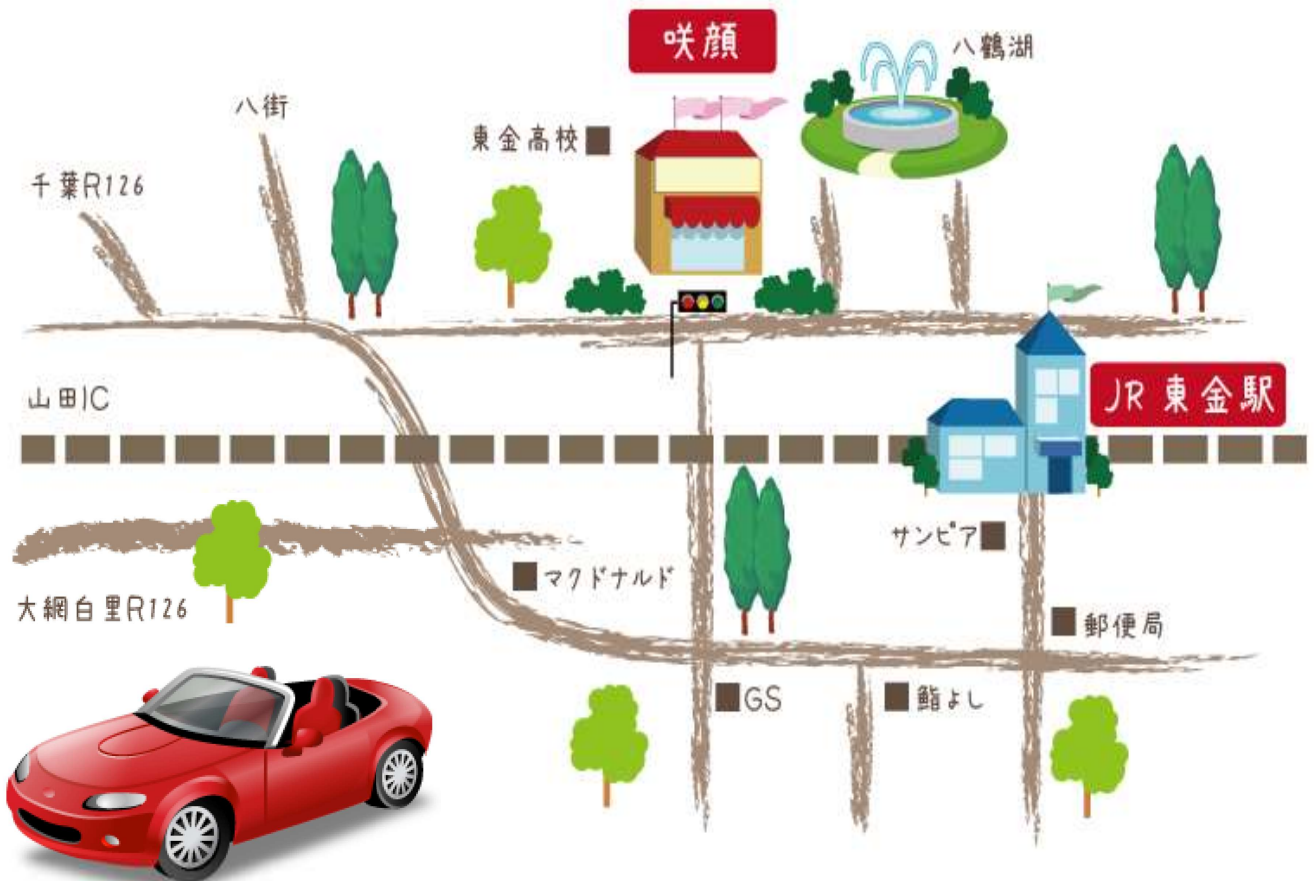 咲顔
八鶴湖
八街
東金高校
千葉R126
山田IC
JR 東金駅
サンピア
マクドナルド
大網白里R126
郵便局
GS
鮨よし